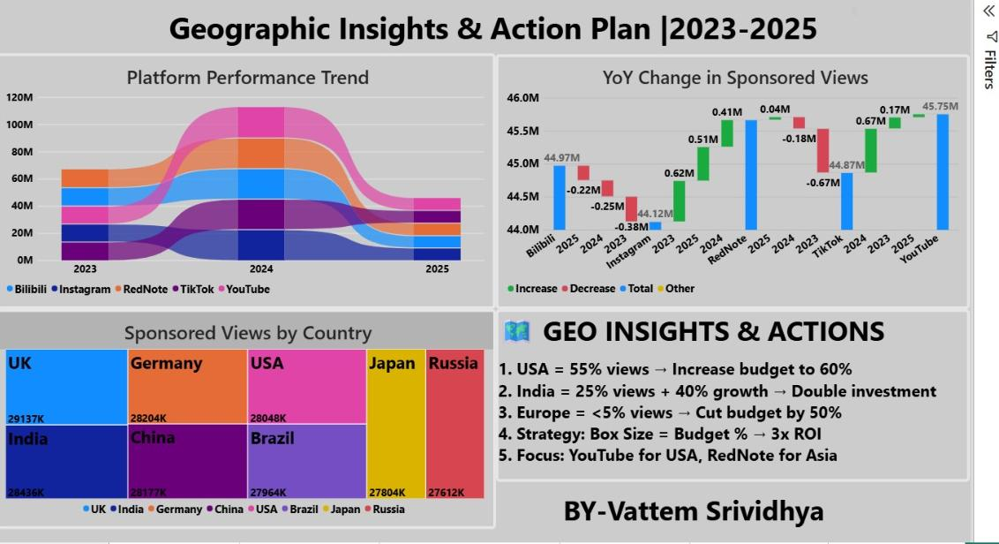 Geographic Insights & Action Plan |2023-2025
Filters
Platform Performance Trend
120M
100M
80M
60M
40M
20M
0M
2023 2024 2025
Bilibili Instagram RedNote TikTok YouTube
YoY Change in Sponsored Views
46.0M
45.5M
45.0M
44.5M
44.0M
44.97M
-0.22M
-0.25M
-0.38M
44.12M
0.62M
0.51M
0.41M
0.04M
-0.18M
-0.67M
44.87M
0.67M
0.17M
45.75M
Bilibili 2025 2024 2023 Instagram 2023 2025 2024 RedNote 2025 2024 2023 TikTok 2024 2023 2025 YouTube
Increase Decrease Total Other
Sponsored Views by Country
UK
29137K
India
28436K
Germany
28204K
China
28177K
USA
28048K
Brazil
27964K
Japan
27804K
Russia
27612K
UK India Germany China USA Brazil Japan Russia
GEO INSIGHTS & ACTIONS
1. USA = 55% views → Increase budget to 60%
2. India = 25% views + 40% growth → Double investment
3. Europe = <5% views → Cut budget by 50%
4. Strategy: Box Size = Budget % → 3x ROI
5. Focus: YouTube for USA, RedNote for Asia
BY-Vattem Srividhya